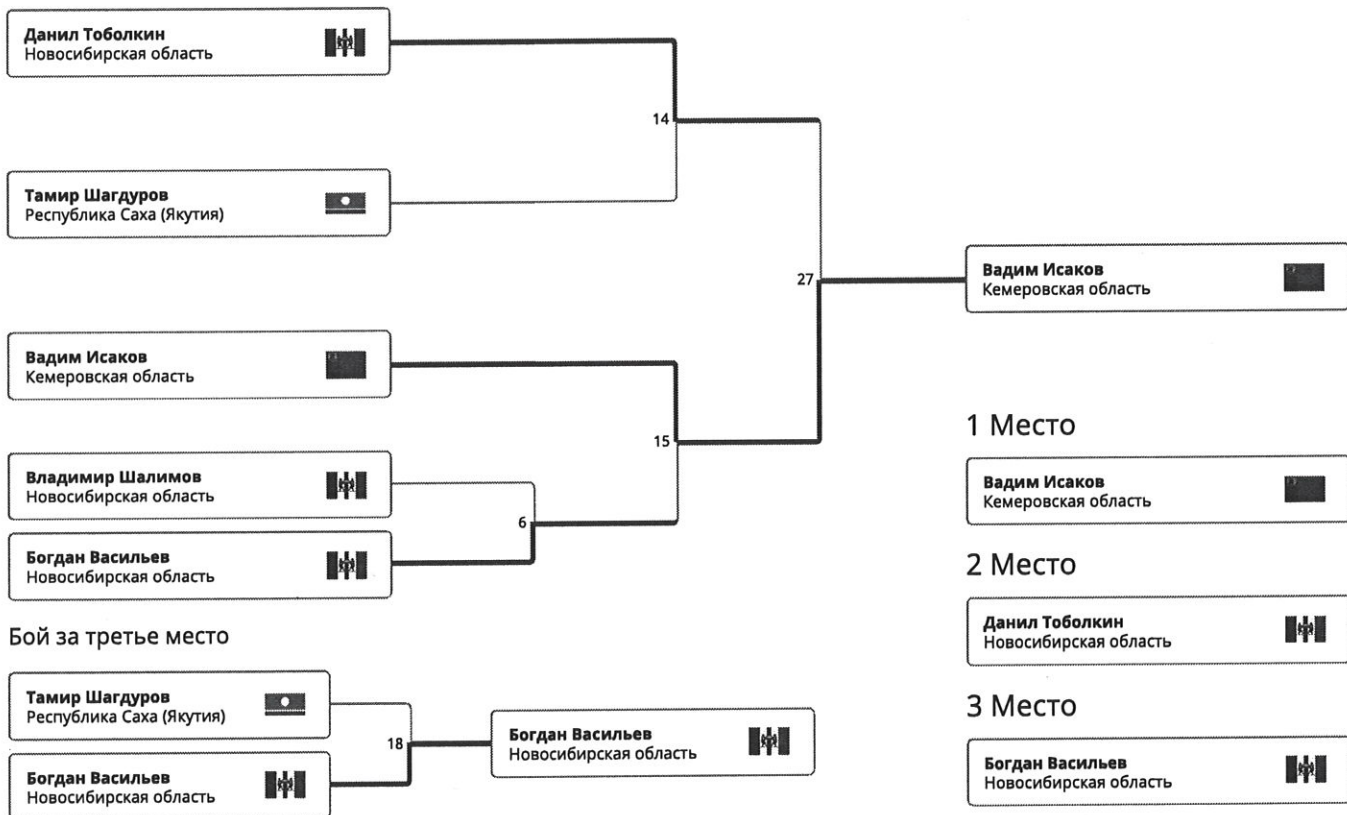 Данил Тоболкин
Новосибирская область
14
Тамир Шагдуров
Республика Саха (Якутия)
27
Вадим Исаков
Кемеровская область
Вадим Исаков
Кемеровская область
15
Владимир Шалимов
Новосибирская область
6
Богдан Васильев
Новосибирская область
Бой за третье место
Тамир Шагдуров
Республика Саха (Якутия)
18
Богдан Васильев
Новосибирская область
Богдан Васильев
Новосибирская область
1 Место
Вадим Исаков
Кемеровская область
2 Место
Данил Тоболкин
Новосибирская область
3 Место
Богдан Васильев
Новосибирская область